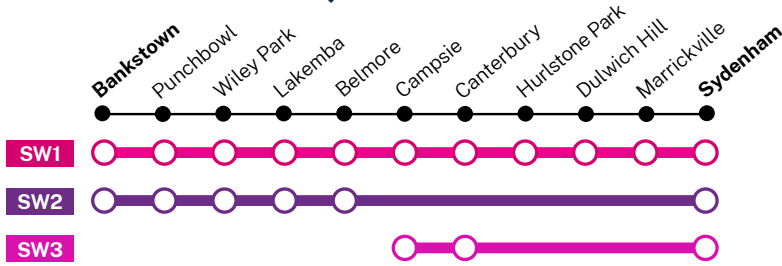 Bankstown
Punchbowl
Wiley Park
Lakemba
Belmore
Campsie
Canterbury
Hurlstone Park
Dulwich Hill
Marrickville
Sydenham
SW1
SW2
SW3